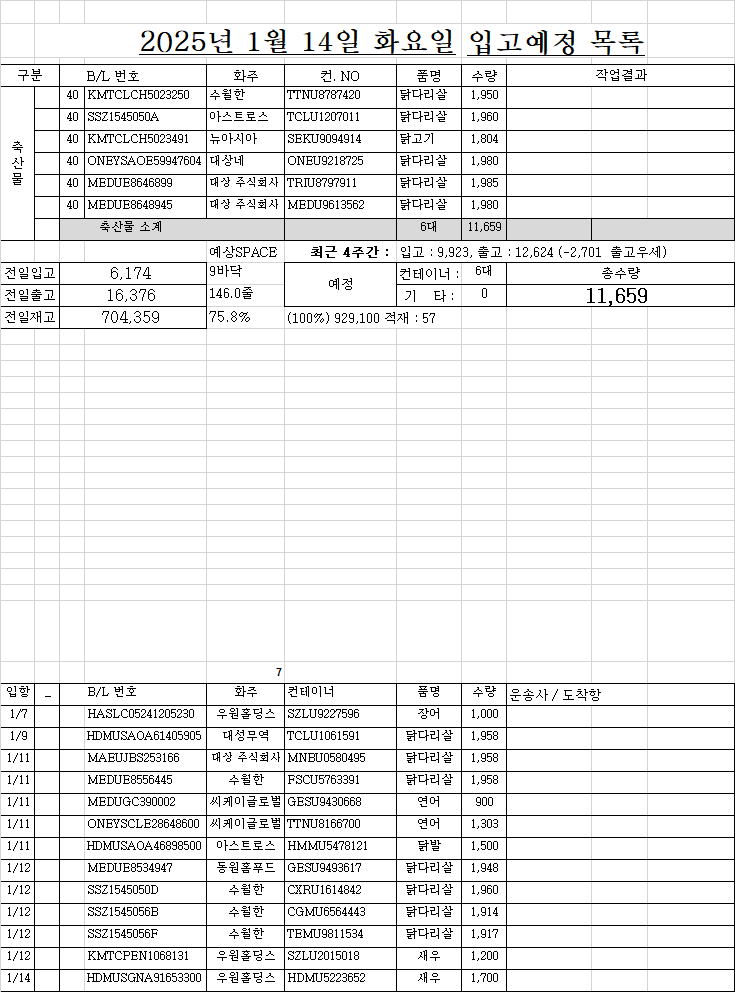 2025년 1월 14일 화요일 입고예정 목록
구분 B/L 번호 화주 컨. NO 품명 수량 작업결과
축산물
40 KMTCLCH5023250 수월한 TTNU8787420 닭다리살 1,950
40 SSZ1545050A 아스트로스 TCLU1207011 닭다리살 1,960
40 KMTCLCH5023491 뉴아시아 SEKU9094914 닭고기 1,804
40 ONEYSAOE59947604 대상네 ONEU9218725 닭다리살 1,980
40 MEDUE8646899 대상 주식회사 TRIU8797911 닭다리살 1,985
40 MEDUE8648945 대상 주식회사 MEDU9613562 닭다리살 1,980
축산물 소계 6대 11,659
예상SPACE 최근 4주간 : 입고 : 9,923, 출고 : 12,624 (-2,701 출고우세)
전일입고 6,174 9바닥 예정 컨테이너 : 6대 총수량
전일출고 16,376 146.0줄 기 타 : 0 11,659
전일재고 704,359 75.8% (100%) 929,100 적재 : 57
7
입항 _ B/L 번호 화주 컨테이너 품명 수량 운송사 / 도착항
1/7 HASLC05241205230 우원홀딩스 SZLU9227596 장어 1,000
1/9 HDMUSAOA61405905 대성무역 TCLU1061591 닭다리살 1,958
1/11 MAEUJBS253166 대상 주식회사 MNBU0580495 닭다리살 1,958
1/11 MEDUE8556445 수월한 FSCU5763391 닭다리살 1,958
1/11 MEDUGC390002 씨케이글로벌 GESU9430668 연어 900
1/11 ONEYSCLE28648600 씨케이글로벌 TTNU8166700 연어 1,303
1/11 HDMUSAOA46898500 아스트로스 HMMU5478121 닭발 1,500
1/12 MEDUE8534947 동원홈푸드 GESU9493617 닭다리살 1,948
1/12 SSZ1545050D 수월한 CXRU1614842 닭다리살 1,960
1/12 SSZ1545056B 수월한 CGMU6564443 닭다리살 1,914
1/12 SSZ1545056F 수월한 TEMU9811534 닭다리살 1,917
1/12 KMTCPEN1068131 우원홀딩스 SZLU2015018 새우 1,200
1/14 HDMUSGNA91653300 우원홀딩스 HDMU5223652 새우 1,700